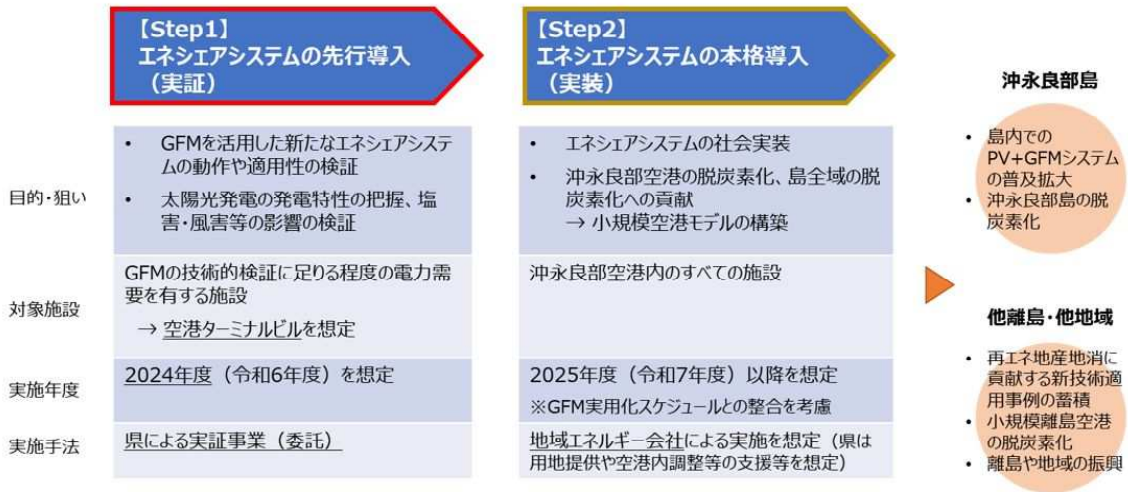 【Step1】
エネシェアシステムの先行導入
（実証）
【Step2】
エネシェアシステムの本格導入
（実装）
目的・狙い
• GFMを活用した新たなエネシェアシステ
ムの動作や適用性の検証
• 太陽光発電の発電特性の把握、塩
害・風害等の影響の検証
• エネシェアシステムの社会実装
• 沖永良部空港の脱炭素化、島全域の脱
炭素化への貢献
→ 小規模空港モデルの構築
対象施設
GFMの技術的検証に足りる程度の電力需
要を有する施設
→ 空港ターミナルビルを想定
沖永良部空港内のすべての施設
実施年度
2024年度（令和6年度）を想定
2025年度（令和7年度）以降を想定
※GFM実用化スケジュールとの整合を考慮
実施手法
県による実証事業（委託）
地域エネルギー会社による実施を想定（県は
用地提供や空港内調整等の支援等を想定）
沖永良部島
• 島内での
PV+GFMシステム
の普及拡大
• 沖永良部島の脱
炭素化
他離島・他地域
• 再エネ地産地消に
貢献する新技術適
用事例の蓄積
• 小規模離島空港
の脱炭素化
• 離島や地域の振興